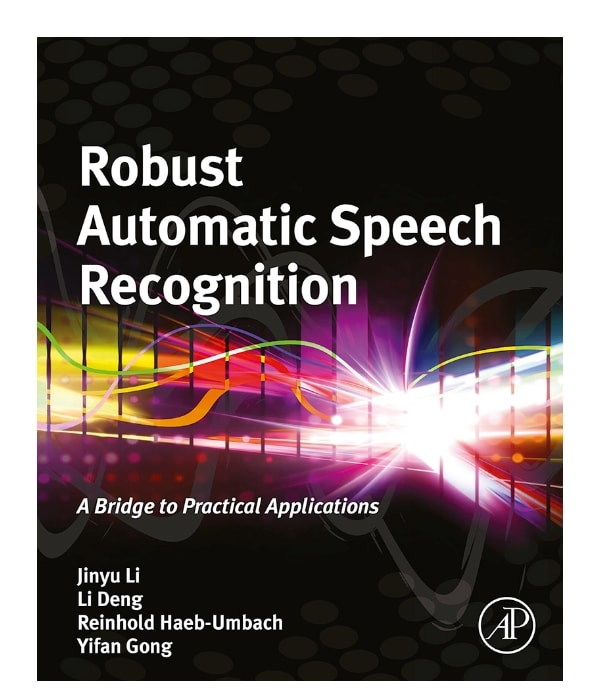 Robust
Automatic Speech
Recognition
A Bridge to Practical Applications
Jinyu Li
Li Deng
Reinhold Haeb-Umbach
Yifan Gong
AP